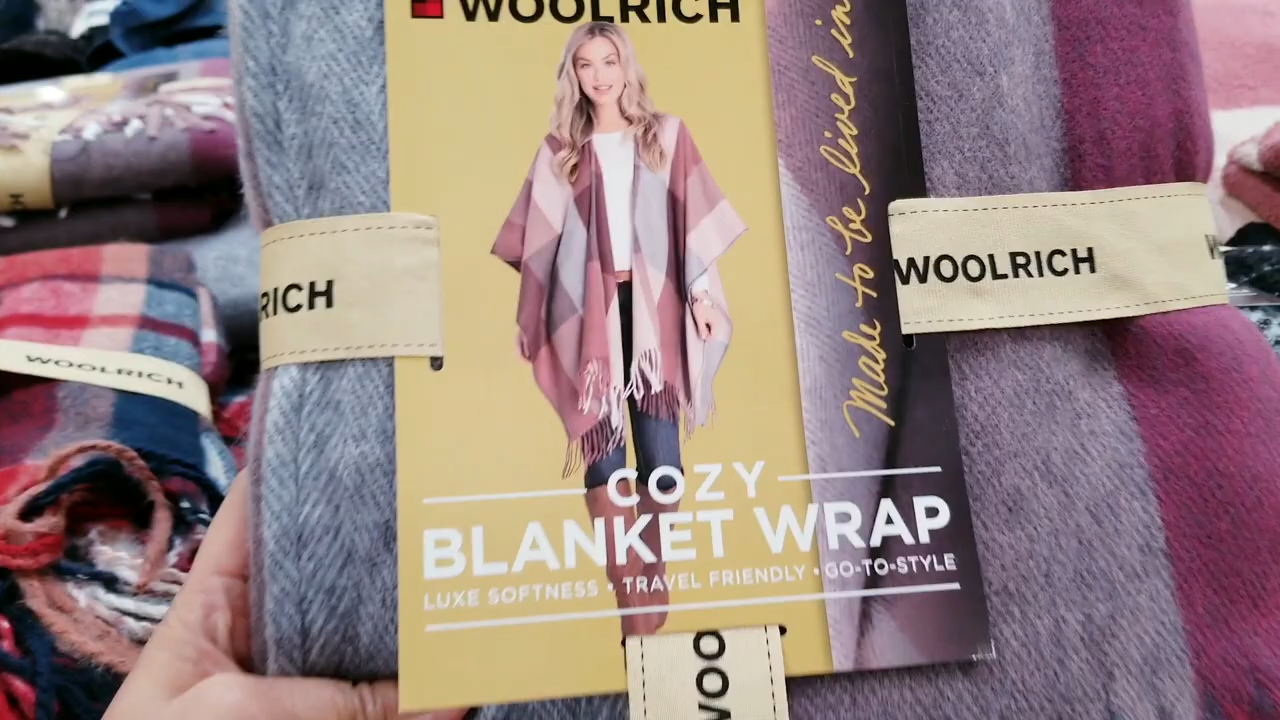 WOOLRICH
Made to be lived in
RICH
WOOLRICH
WOOLRICH
COZY
BLANKET WRAP
LUXE SOFTNESS • TRAVEL FRIENDLY • GO-TO-STYLE
WOO